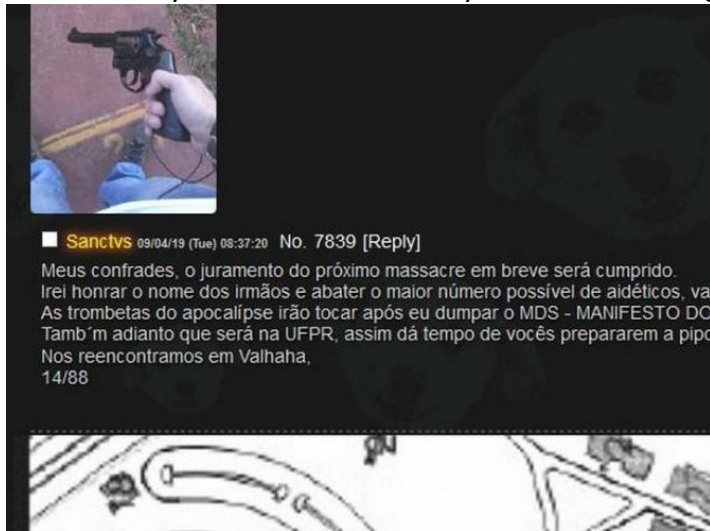 Sanctvs 09/04/19 (Tue) 08:37:20 No. 7839 [Reply]
Meus confrades, o juramento do próximo massacre em breve será cumprido.
Irei honrar o nome dos irmãos e abater o maior número possível de aidéticos,
As trombetas do apocalípse irão tocar após eu dumpar o MDS - MANIFESTO
Tamb´m adianto que será na UFPR, assim dá tempo de vocês prepararem a
Nos reencontramos em Valhaha,
14/88